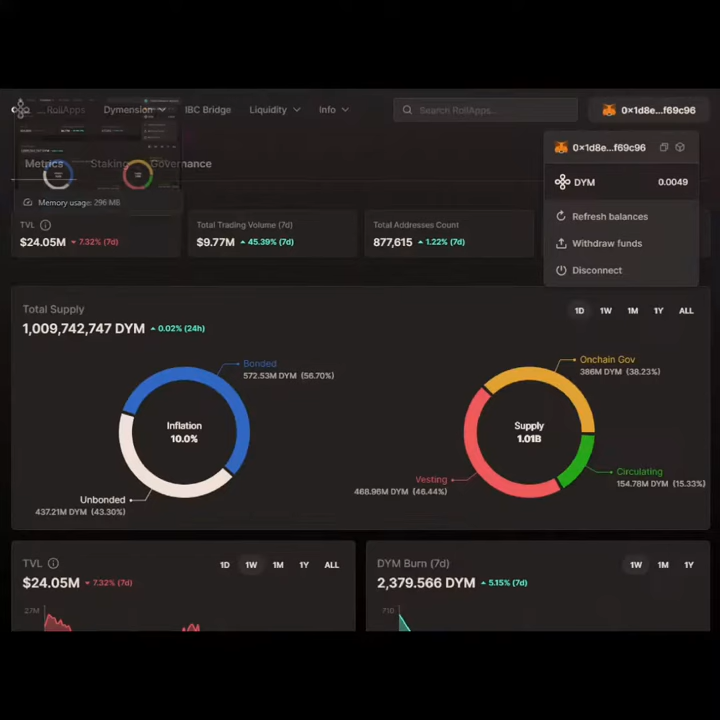 RollApps
Dymension
IBC Bridge
Liquidity
Info
Search RollApps...
0x1d8e...f69c96
Metrics
Staking
Governance
0x1d8e...f69c96
DYM
0.0049
Refresh balances
Withdraw funds
Disconnect
Memory usage: 296 MB
TVL
$24.05M 7.32% (7d)
Total Trading Volume (7d)
$9.77M 45.39% (7d)
Total Addresses Count
877,615 1.22% (7d)
Total Supply
1,009,742,747 DYM 0.02% (24h)
1D 1W 1M 1Y ALL
Bonded
572.53M DYM (56.70%)
Inflation
10.0%
Unbonded
437.21M DYM (43.30%)
Onchain Gov
386M DYM (38.23%)
Supply
1.01B
Vesting
468.96M DYM (46.44%)
Circulating
154.78M DYM (15.33%)
TVL
1D 1W 1M 1Y ALL
$24.05M 7.32% (7d)
27M
DYM Burn (7d)
1W 1M 1Y
2,379.566 DYM 5.15% (7d)
710